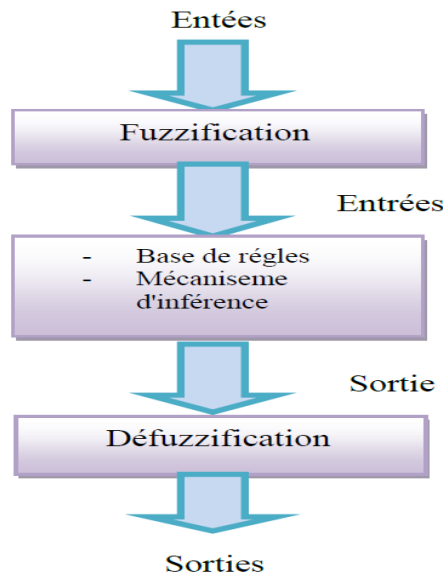 Entées
Fuzzification
Entrées
- Base de régles
- Mécaniseme
d'inférence
Sortie
Défuzzification
Sorties